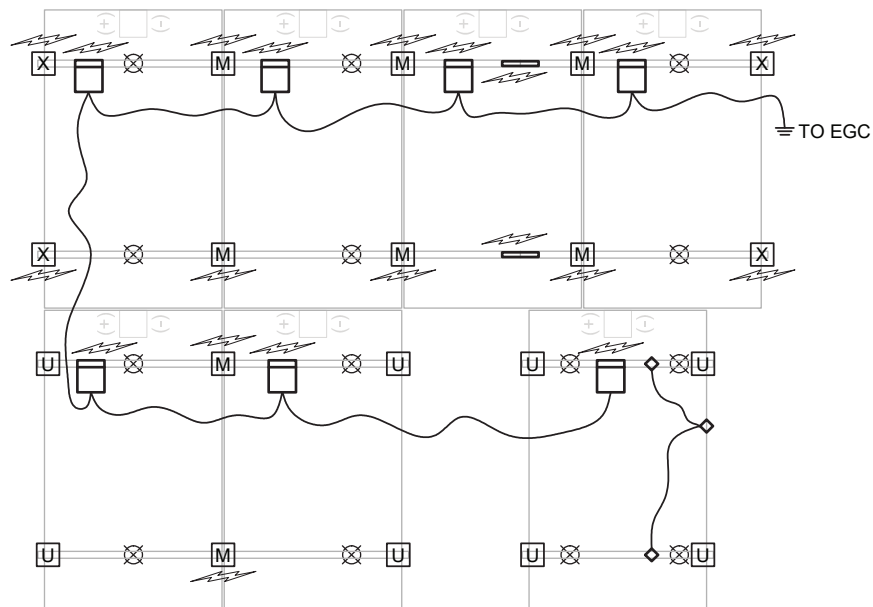 (+) (-) (+) (-) (+) (-) (+) (-)
X M M M X
TO EGC
X M M M X
(+) (-) (+) (-) (+) (-)
U M U U U
U M U U U